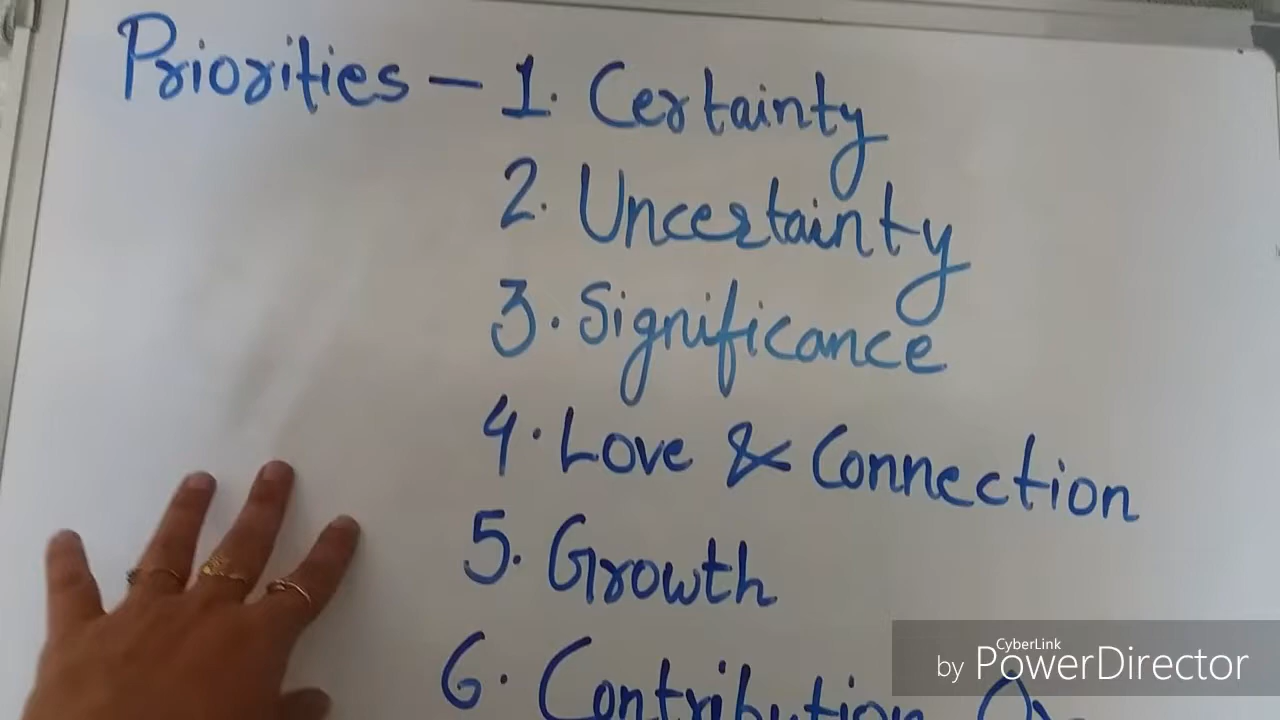 Priorities - 1. Certainty
2. Uncertainty
3. Significance
4. Love & Connection
5. Growth
6. Contribution
CyberLink
by PowerDirector